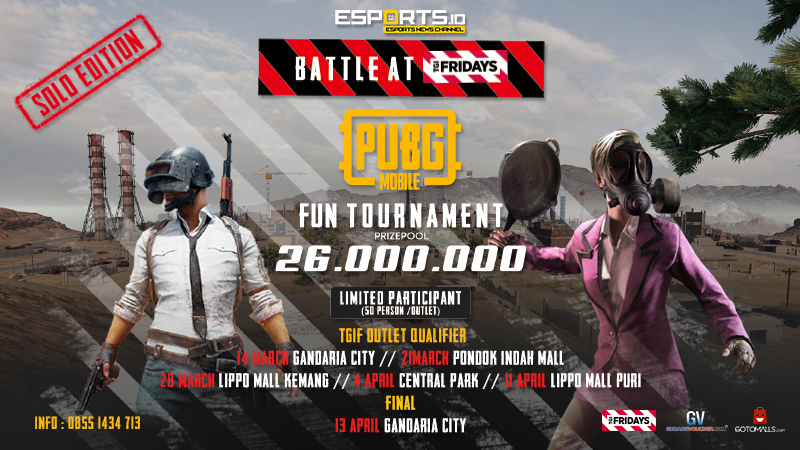 ESPORTS.ID
ESPORTS NEWS CHANNEL
SOLO EDITION
BATTLE AT TGI FRIDAYS
PUBG
MOBILE
FUN TOURNAMENT
PRIZEPOOL
26.000.000
LIMITED PARTICIPANT
(50 PERSON /OUTLET)
TGIF OUTLET QUALIFIER
14 MARCH GANDARIA CITY // 21MARCH PONDOK INDAH MALL
28 MARCH LIPPO MALL KEMANG // 4 APRIL CENTRAL PARK // 11 APRIL LIPPO MALL PURI
FINAL
13 APRIL GANDARIA CITY
INFO : 0855 1434 713
TGI FRIDAYS
GV
GOTOMALLS.com